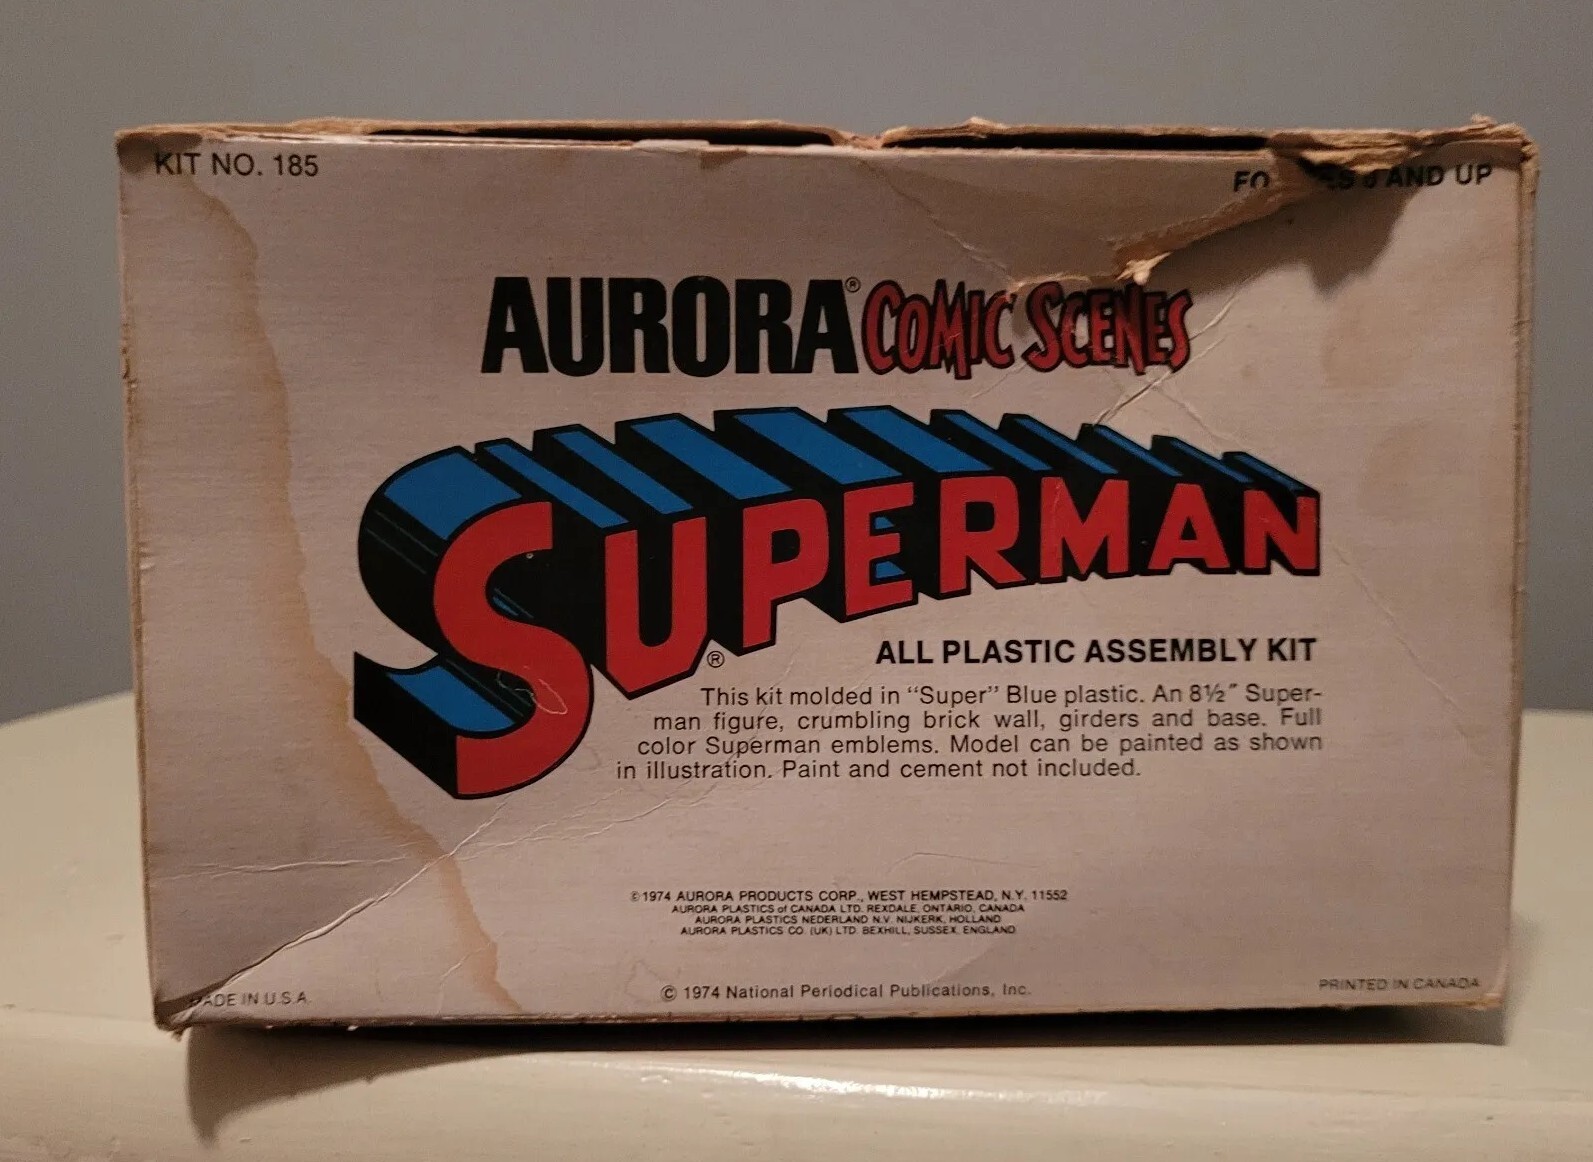 KIT NO. 185
AND UP
AURORA® COMIC SCENES
SUPERMAN®
ALL PLASTIC ASSEMBLY KIT
This kit molded in “Super” Blue plastic. An 8½″ Super-
man figure, crumbling brick wall, girders and base. Full
color Superman emblems. Model can be painted as shown
in illustration. Paint and cement not included.
©1974 AURORA PRODUCTS CORP., WEST HEMPSTEAD, N.Y. 11552
AURORA PLASTICS of CANADA LTD. REXDALE, ONTARIO, CANADA
AURORA PLASTICS NEDERLAND N.V. NIJKERK, HOLLAND
AURORA PLASTICS CO. (UK) LTD. BEXHILL, SUSSEX, ENGLAND
© 1974 National Periodical Publications, Inc.
MADE IN U.S.A.
PRINTED IN CANADA